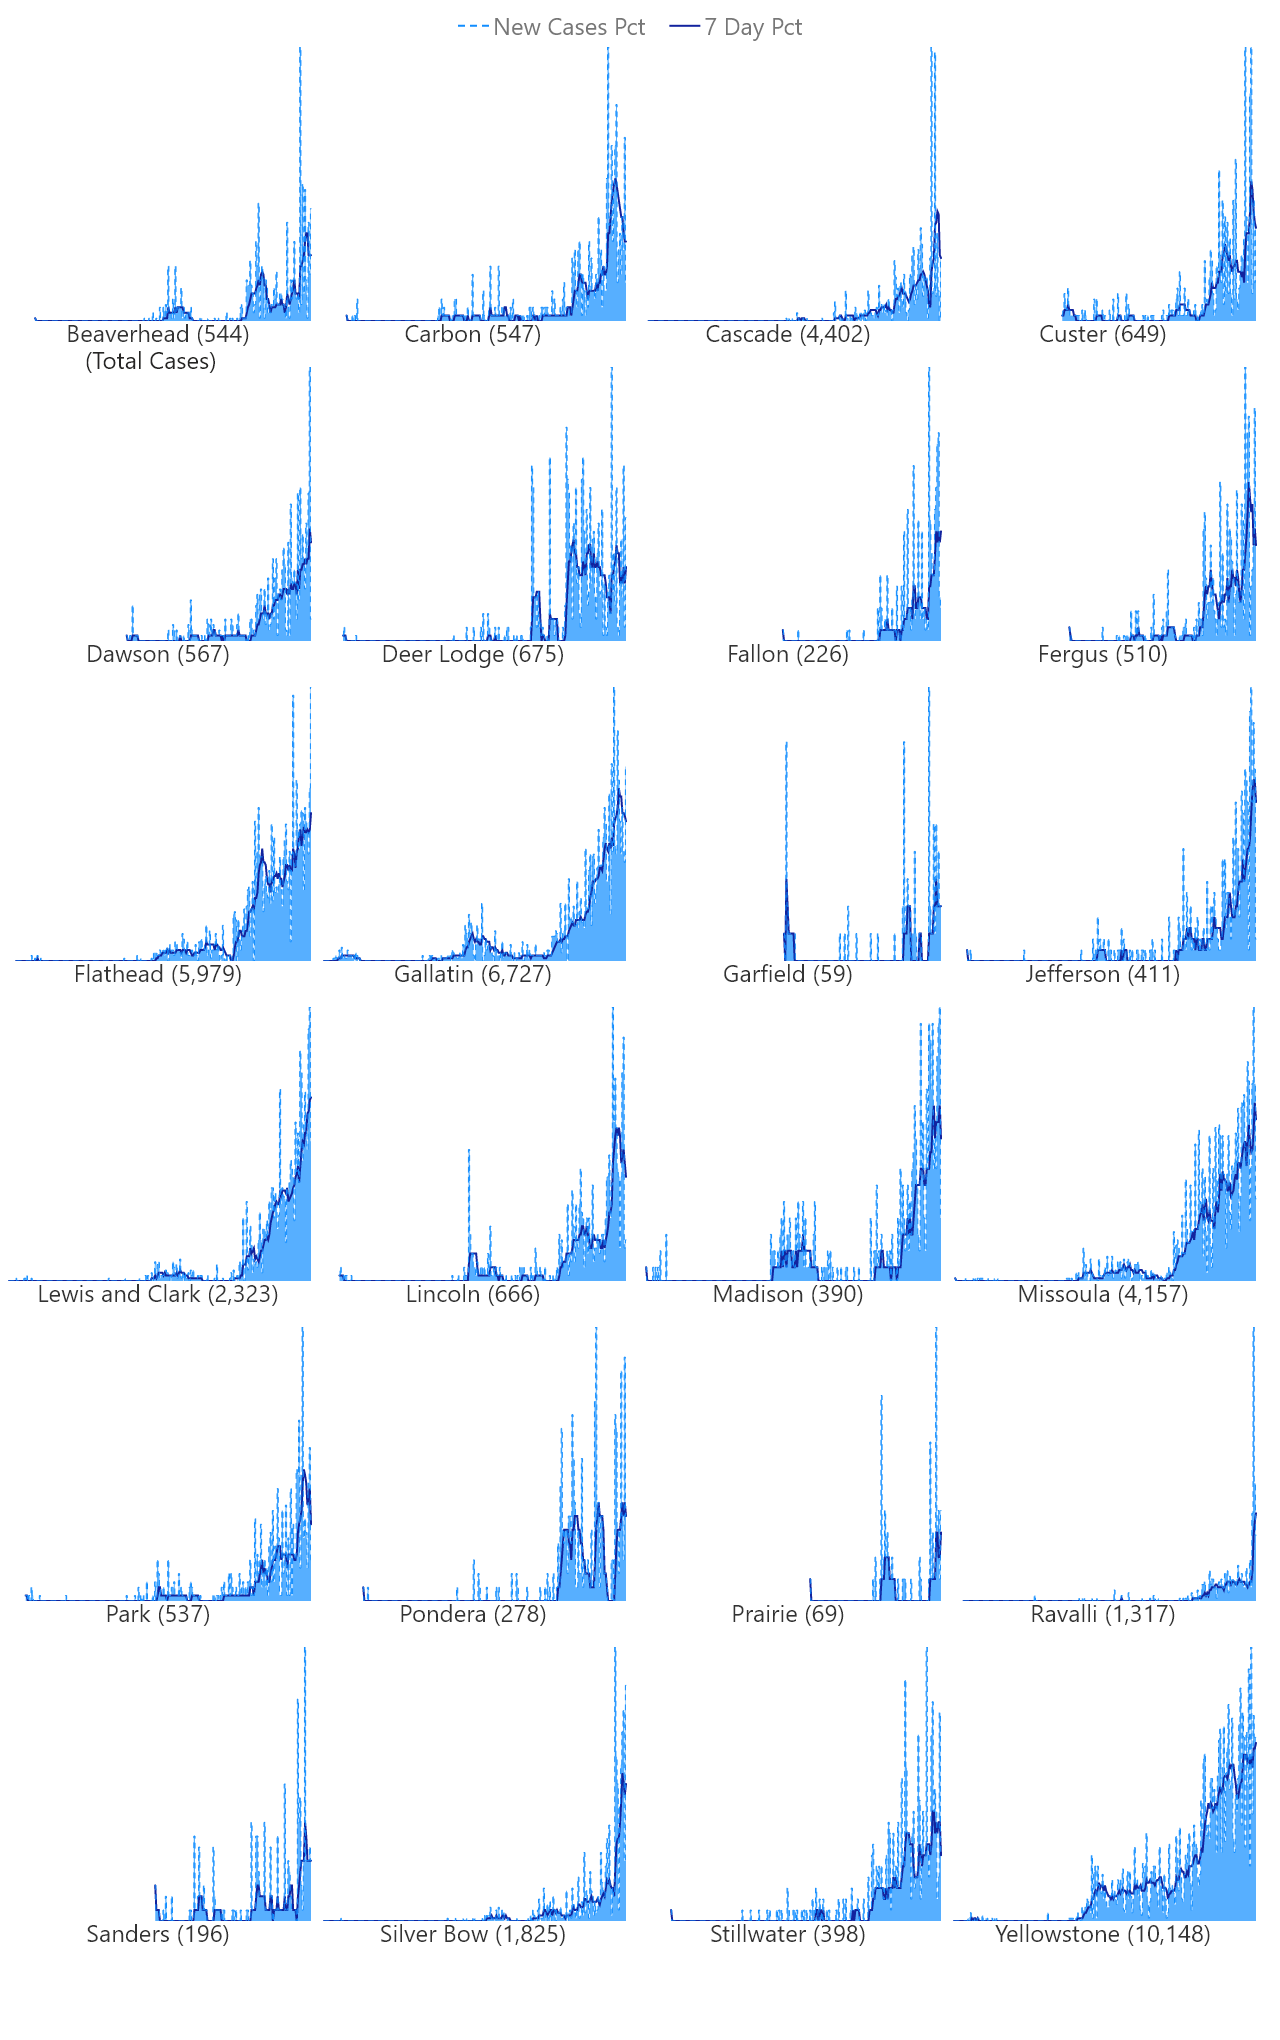 New Cases Pct 7 Day Pct
Beaverhead (544) Carbon (547) Cascade (4,402) Custer (649)
(Total Cases)
Dawson (567) Deer Lodge (675) Fallon (226) Fergus (510)
Flathead (5,979) Gallatin (6,727) Garfield (59) Jefferson (411)
Lewis and Clark (2,323) Lincoln (666) Madison (390) Missoula (4,157)
Park (537) Pondera (278) Prairie (69) Ravalli (1,317)
Sanders (196) Silver Bow (1,825) Stillwater (398) Yellowstone (10,148)